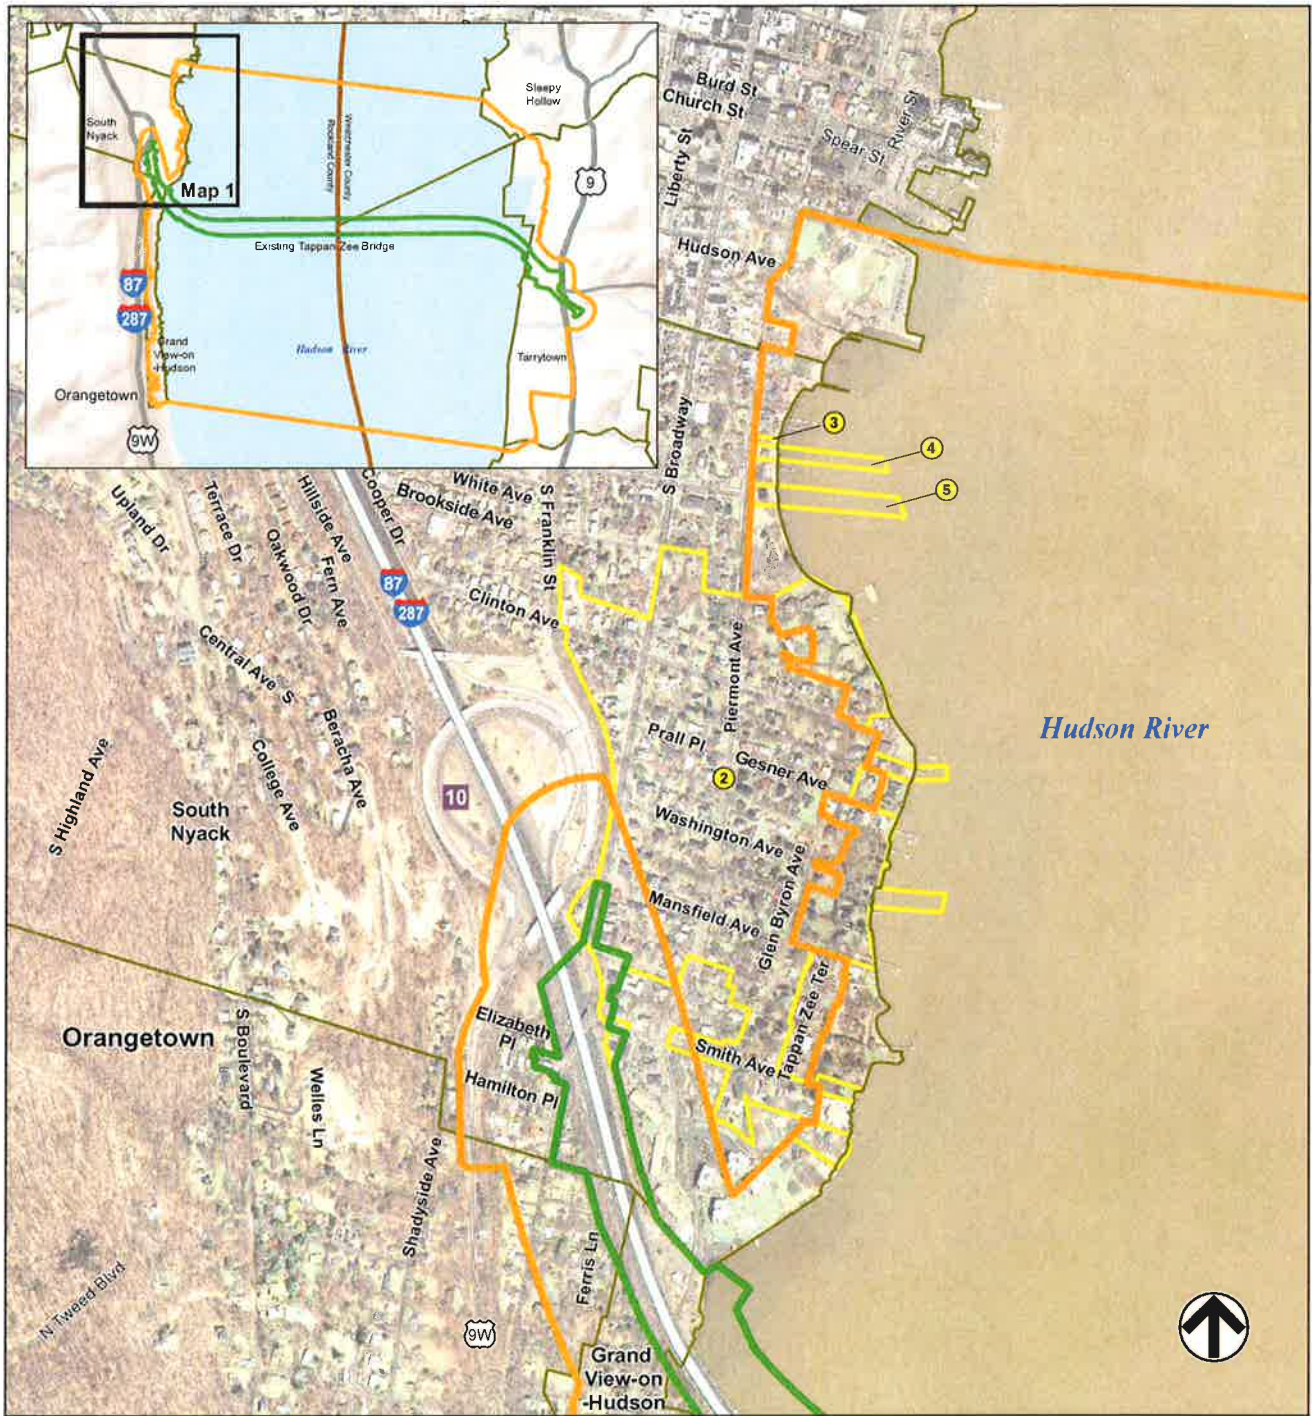 Sleepy
Hollow
South
Nyack
Westchester County
Rockland County
9
Map 1
Existing Tappan Zee Bridge
87
287
Grand
View-on
-Hudson
Hudson River
Tarrytown
Orangetown
9W
Burd St
Church St
Liberty St
Spear St
River St
Hudson Ave
S Broadway
3
4
5
White Ave
Brookside Ave
S Franklin St
Cooper Dr
Hillside Ave
Terrace Dr
Upland Dr
Oakwood Dr
Fern Ave
87
287
Clinton Ave
Central Ave S
Piermont Ave
Beracha Ave
College Ave
S Highland Ave
Prall Pl
Gesner Ave
2
Hudson River
10
South
Nyack
Washington Ave
Glen Byron Ave
Mansfield Ave
Tappan Zee Ter
Elizabeth
Pl
Smith Ave
Hamilton Pl
Orangetown
S Boulevard
Welles Ln
Shadyside Ave
Ferris Ln
N Tweed Blvd
9W
Grand
View-on
-Hudson